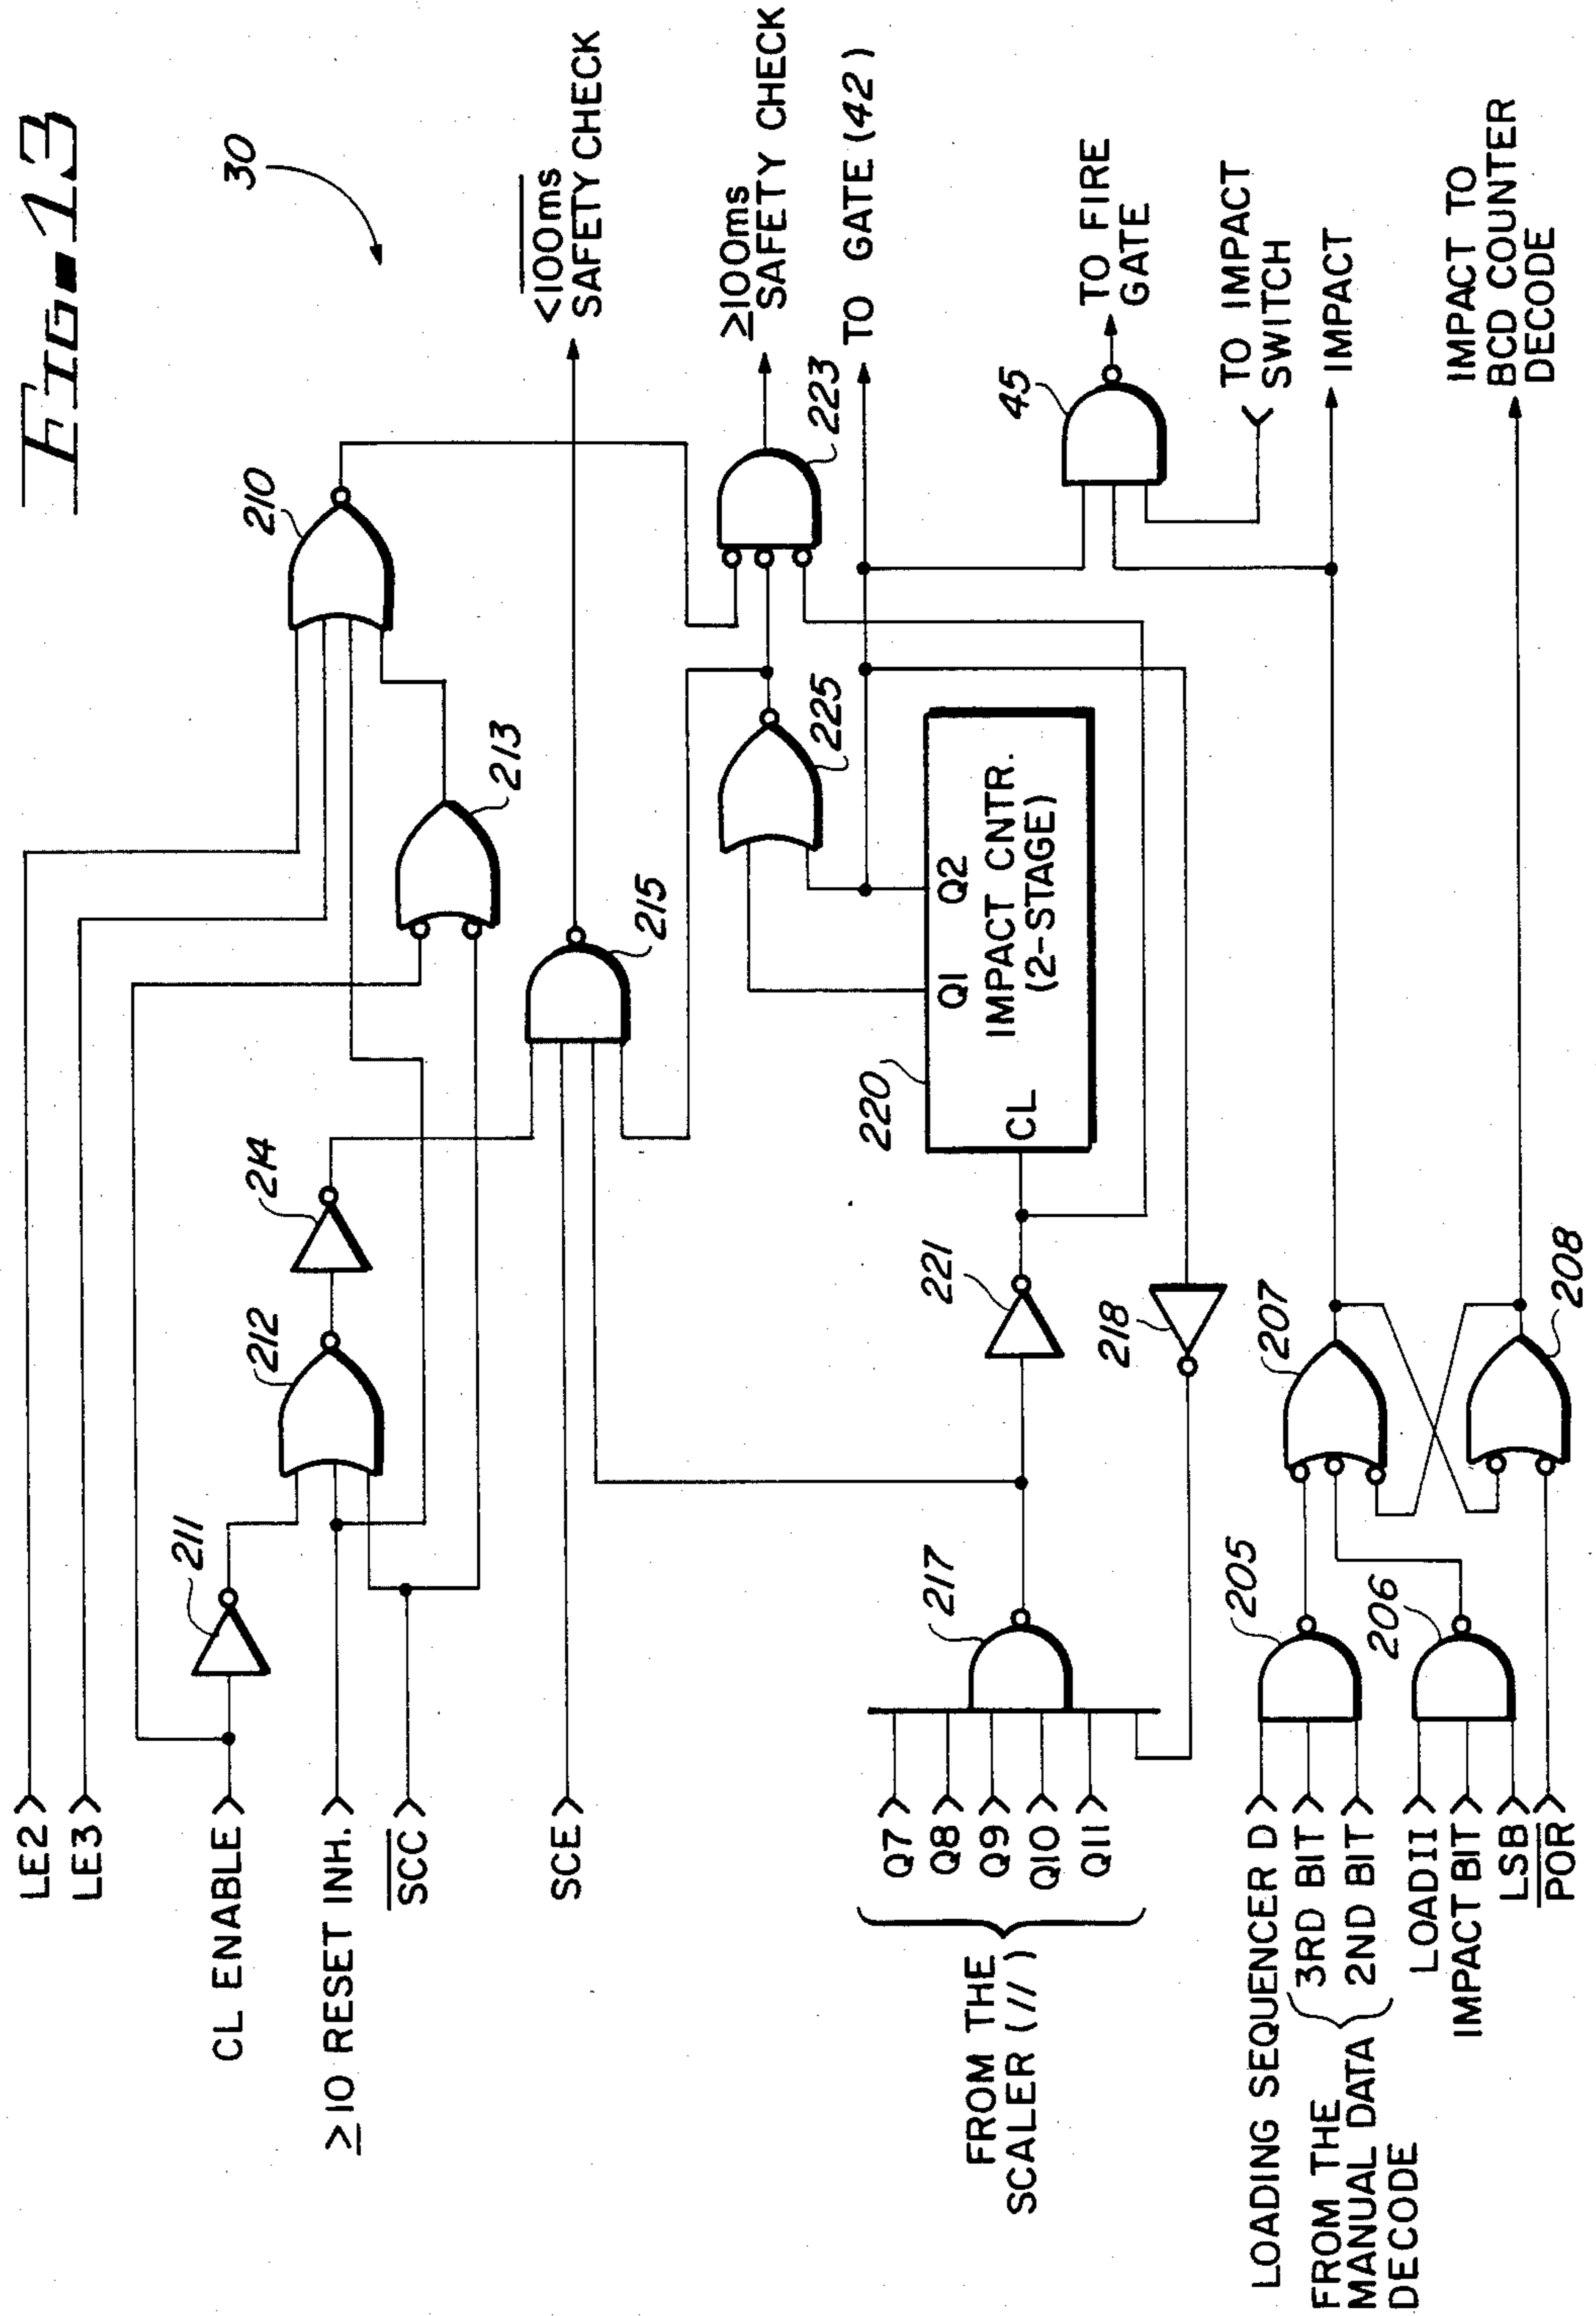 Fig-13
30
LE2
LE3
CL ENABLE
≥10 RESET INH.
SCC
SCE
211
212
214
213
210
215
<100ms
SAFETY CHECK
≥100ms
SAFETY CHECK
223
225
TO GATE (42)
Q7
Q8
Q9
Q10
Q11
FROM THE
SCALER (11)
217
221
218
220
CL
Q1
Q2
IMPACT CNTR.
(2-STAGE)
45
TO FIRE
GATE
TO IMPACT
SWITCH
IMPACT
IMPACT TO
BCD COUNTER
DECODE
LOADING SEQUENCER D
3RD BIT
2ND BIT
FROM THE
MANUAL DATA
DECODE
LOAD II
IMPACT BIT
LSB
POR
205
206
207
208